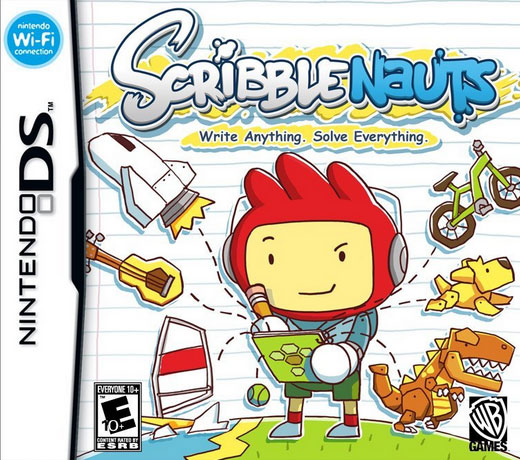 nintendo
Wi-Fi
connection
NINTENDO DS™
SCRIBBLENAUTS
Write Anything. Solve Everything.
EVERYONE 10+
E
10+
CONTENT RATED BY
ESRB
WB
GAMES